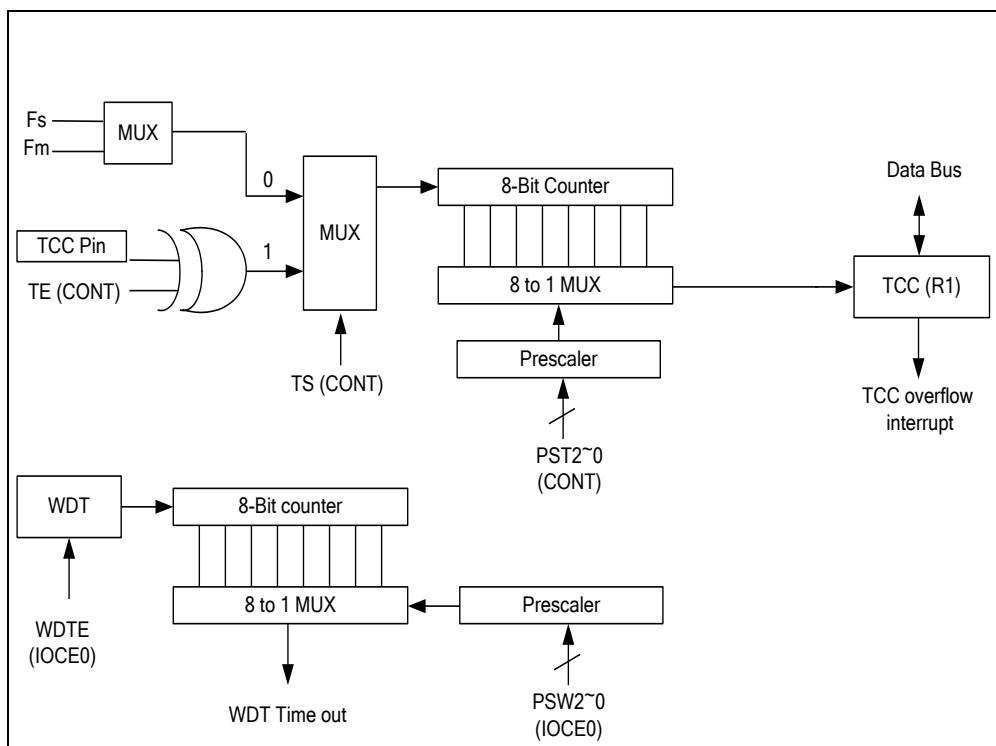 Fs
Fm
MUX
0
TCC Pin
TE (CONT)
1
MUX
TS (CONT)
8-Bit Counter
8 to 1 MUX
Prescaler
PST2~0
(CONT)
Data Bus
TCC (R1)
TCC overflow
interrupt
WDT
WDTE
(IOCE0)
8-Bit counter
8 to 1 MUX
WDT Time out
Prescaler
PSW2~0
(IOCE0)